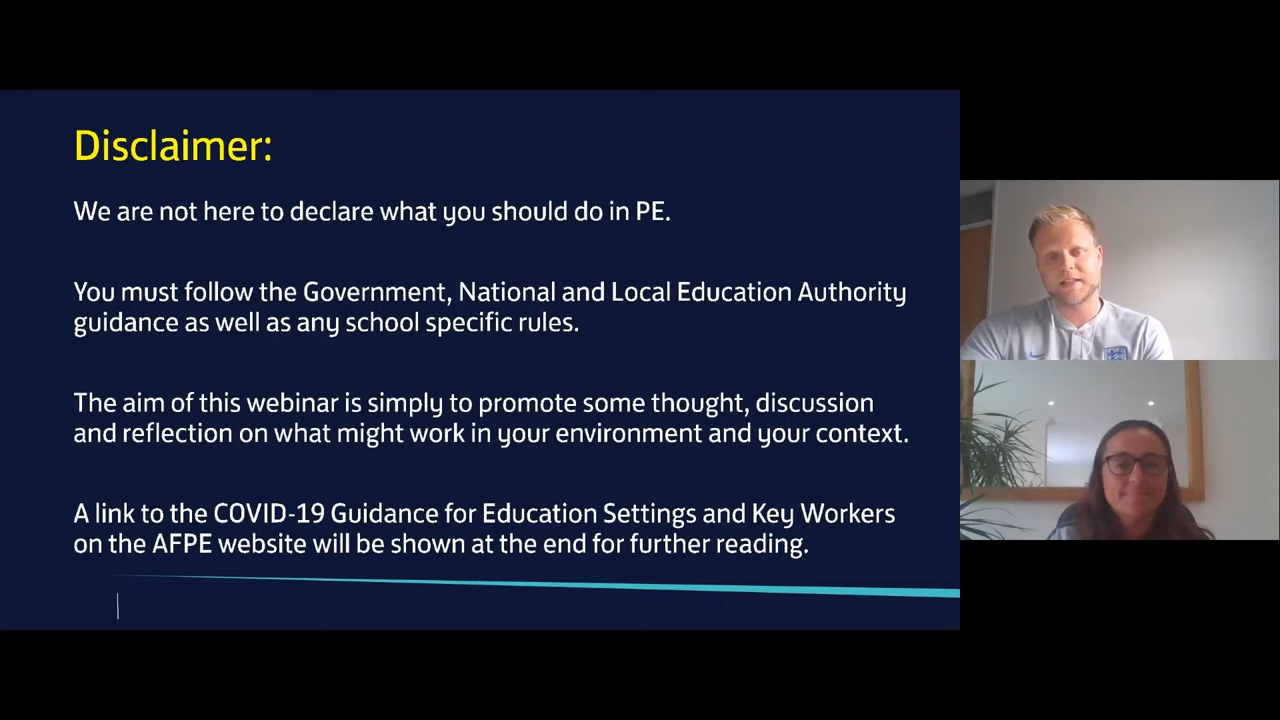 Disclaimer:
We are not here to declare what you should do in PE.
You must follow the Government, National and Local Education Authority
guidance as well as any school specific rules.
The aim of this webinar is simply to promote some thought, discussion
and reflection on what might work in your environment and your context.
A link to the COVID-19 Guidance for Education Settings and Key Workers
on the AFPE website will be shown at the end for further reading.